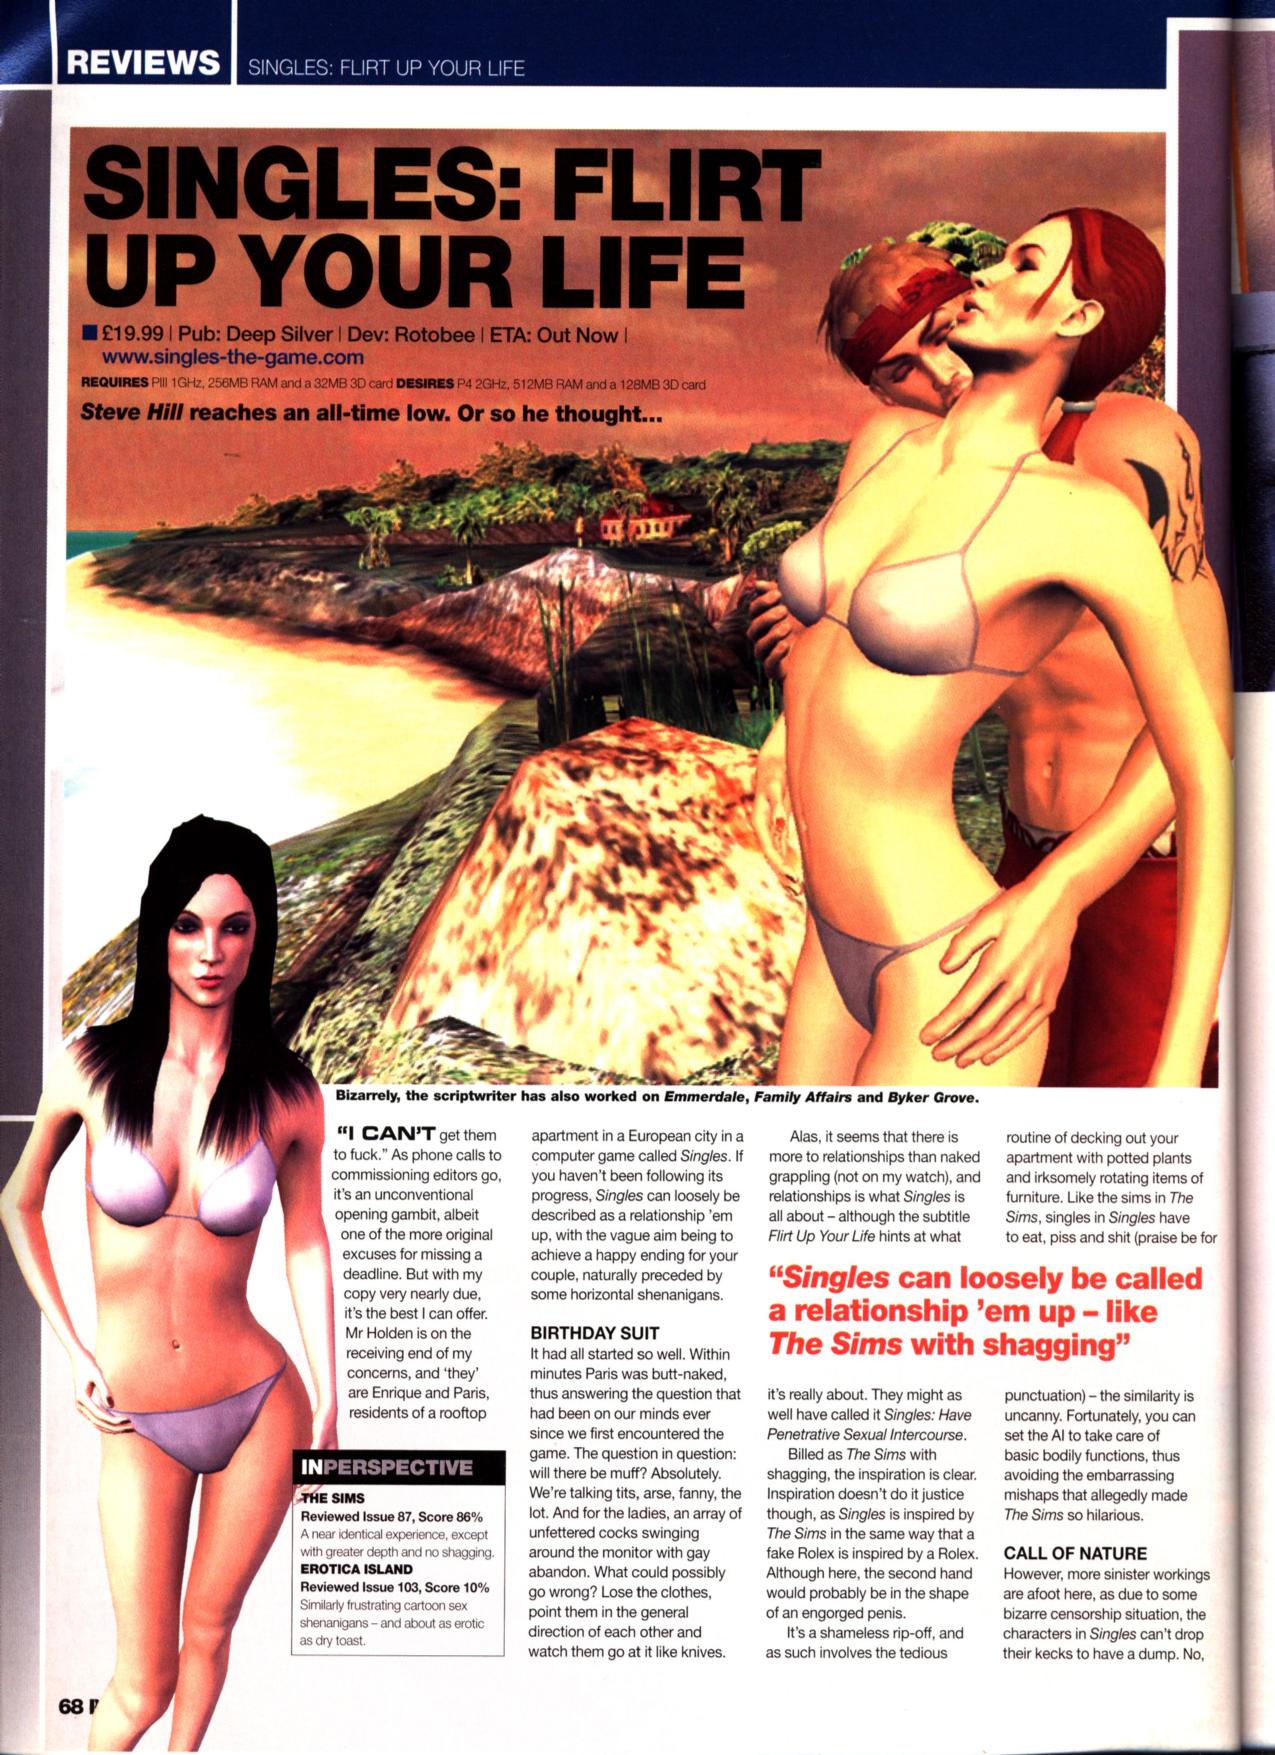 REVIEWS
SINGLES: FLIRT UP YOUR LIFE
SINGLES: FLIRT
UP YOUR LIFE
£19.99 | Pub: Deep Silver | Dev: Rotobee | ETA: Out Now |
www.singles-the-game.com
REQUIRES PIII 1GHz, 256MB RAM and a 32MB 3D card DESIRES P4 2GHz, 512MB RAM and a 128MB 3D card
Steve Hill reaches an all-time low. Or so he thought...
Bizarrely, the scriptwriter has also worked on Emmerdale, Family Affairs and Byker Grove.
"I CAN'T get them
to fuck." As phone calls to
commissioning editors go,
it's an unconventional
opening gambit, albeit
one of the more original
excuses for missing a
deadline. But with my
copy very nearly due,
it's the best I can offer.
Mr Holden is on the
receiving end of my
concerns, and 'they'
are Enrique and Paris,
residents of a rooftop
INPERSPECTIVE
THE SIMS
Reviewed Issue 87, Score 86%
A near identical experience, except
with greater depth and no shagging.
EROTICA ISLAND
Reviewed Issue 103, Score 10%
Similarly frustrating cartoon sex
shenanigans – and about as erotic
as dry toast.
apartment in a European city in a
computer game called Singles. If
you haven't been following its
progress, Singles can loosely be
described as a relationship 'em
up, with the vague aim being to
achieve a happy ending for your
couple, naturally preceded by
some horizontal shenanigans.
BIRTHDAY SUIT
It had all started so well. Within
minutes Paris was butt-naked,
thus answering the question that
had been on our minds ever
since we first encountered the
game. The question in question:
will there be muff? Absolutely.
We're talking tits, arse, fanny, the
lot. And for the ladies, an array of
unfettered cocks swinging
around the monitor with gay
abandon. What could possibly
go wrong? Lose the clothes,
point them in the general
direction of each other and
watch them go at it like knives.
Alas, it seems that there is
more to relationships than naked
grappling (not on my watch), and
relationships is what Singles is
all about – although the subtitle
Flirt Up Your Life hints at what
"Singles can loosely be called
a relationship 'em up – like
The Sims with shagging"
it's really about. They might as
well have called it Singles: Have
Penetrative Sexual Intercourse.
Billed as The Sims with
shagging, the inspiration is clear.
Inspiration doesn't do it justice
though, as Singles is inspired by
The Sims in the same way that a
fake Rolex is inspired by a Rolex.
Although here, the second hand
would probably be in the shape
of an engorged penis.
It's a shameless rip-off, and
as such involves the tedious
routine of decking out your
apartment with potted plants
and irksomely rotating items of
furniture. Like the sims in The
Sims, singles in Singles have
to eat, piss and shit (praise be for
punctuation) – the similarity is
uncanny. Fortunately, you can
set the AI to take care of
basic bodily functions, thus
avoiding the embarrassing
mishaps that allegedly made
The Sims so hilarious.
CALL OF NATURE
However, more sinister workings
are afoot here, as due to some
bizarre censorship situation, the
characters in Singles can't drop
their kecks to have a dump. No,
68